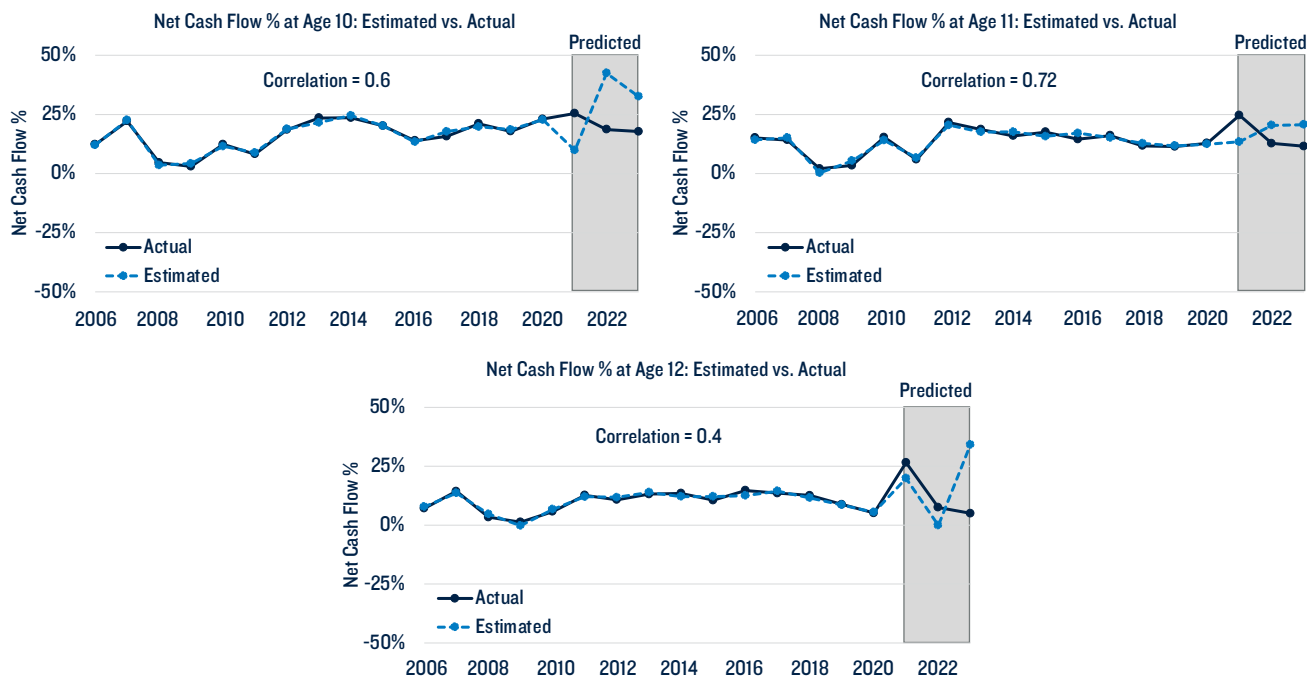 Net Cash Flow % at Age 10: Estimated vs. Actual
Predicted
Correlation = 0.6
50%
25%
0%
-25%
-50%
Net Cash Flow %
Actual
Estimated
2006 2008 2010 2012 2014 2016 2018 2020 2022
Net Cash Flow % at Age 11: Estimated vs. Actual
Predicted
Correlation = 0.72
50%
25%
0%
-25%
-50%
Net Cash Flow %
Actual
Estimated
2006 2008 2010 2012 2014 2016 2018 2020 2022
Net Cash Flow % at Age 12: Estimated vs. Actual
Predicted
Correlation = 0.4
50%
25%
0%
-25%
-50%
Net Cash Flow %
Actual
Estimated
2006 2008 2010 2012 2014 2016 2018 2020 2022